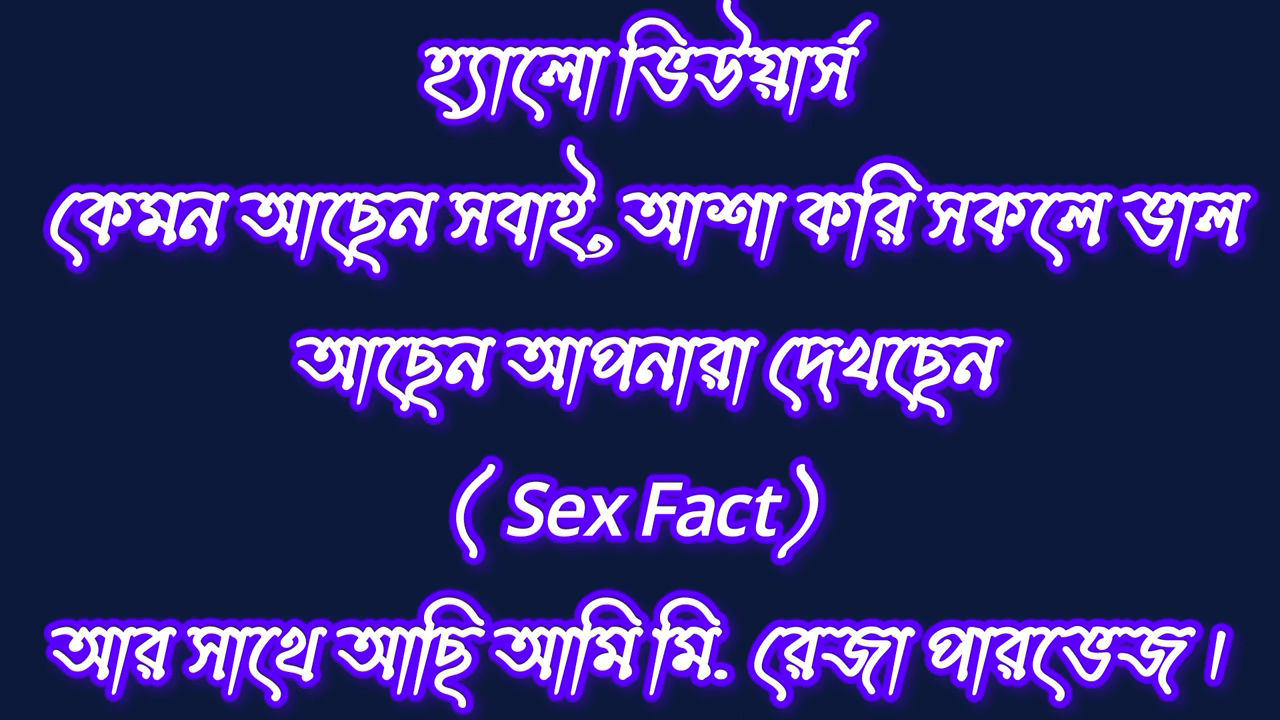 হ্যালো ভিউয়ার্স
কেমন আছেন সবাই, আশা করি সকলে ভাল
আছেন আপনারা দেখছেন
( Sex Fact )
আর সাথে আছি আমি মি. রেজা পারভেজ।